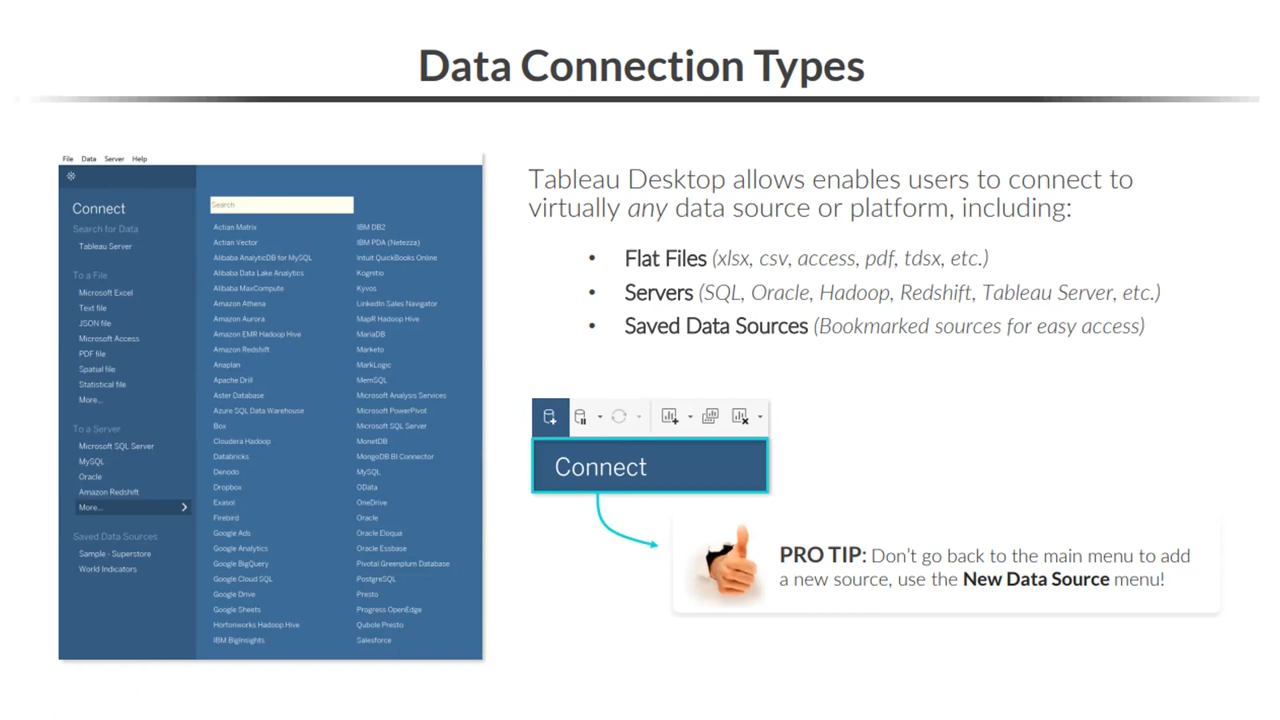 Data Connection Types
File Data Server Help
Connect
Search for Data
Tableau Server
To a File
Microsoft Excel
Text file
JSON file
Microsoft Access
PDF file
Spatial file
Statistical file
More...
To a Server
Microsoft SQL Server
MySQL
Oracle
Amazon Redshift
More...
Saved Data Sources
Sample - Superstore
World Indicators
Search
Actian Matrix
Actian Vector
Alibaba AnalyticDB for MySQL
Alibaba Data Lake Analytics
Alibaba MaxCompute
Amazon Athena
Amazon Aurora
Amazon EMR Hadoop Hive
Amazon Redshift
Anaplan
Apache Drill
Aster Database
Azure SQL Data Warehouse
Box
Cloudera Hadoop
Databricks
Denodo
Dropbox
Exasol
Firebird
Google Ads
Google Analytics
Google BigQuery
Google Cloud SQL
Google Drive
Google Sheets
Hortonworks Hadoop Hive
IBM BigInsights
IBM DB2
IBM PDA (Netezza)
Intuit QuickBooks Online
Kognitio
Kyvos
LinkedIn Sales Navigator
MapR Hadoop Hive
MariaDB
Marketo
MarkLogic
MemSQL
Microsoft Analysis Services
Microsoft PowerPivot
Microsoft SQL Server
MonetDB
MongoDB BI Connector
MySQL
OData
OneDrive
Oracle
Oracle Eloqua
Oracle Essbase
Pivotal Greenplum Database
PostgreSQL
Presto
Progress OpenEdge
Qubole Presto
Salesforce
Tableau Desktop allows enables users to connect to
virtually any data source or platform, including:
• Flat Files (xlsx, csv, access, pdf, tdsx, etc.)
• Servers (SQL, Oracle, Hadoop, Redshift, Tableau Server, etc.)
• Saved Data Sources (Bookmarked sources for easy access)
Connect
PRO TIP: Don't go back to the main menu to add
a new source, use the New Data Source menu!